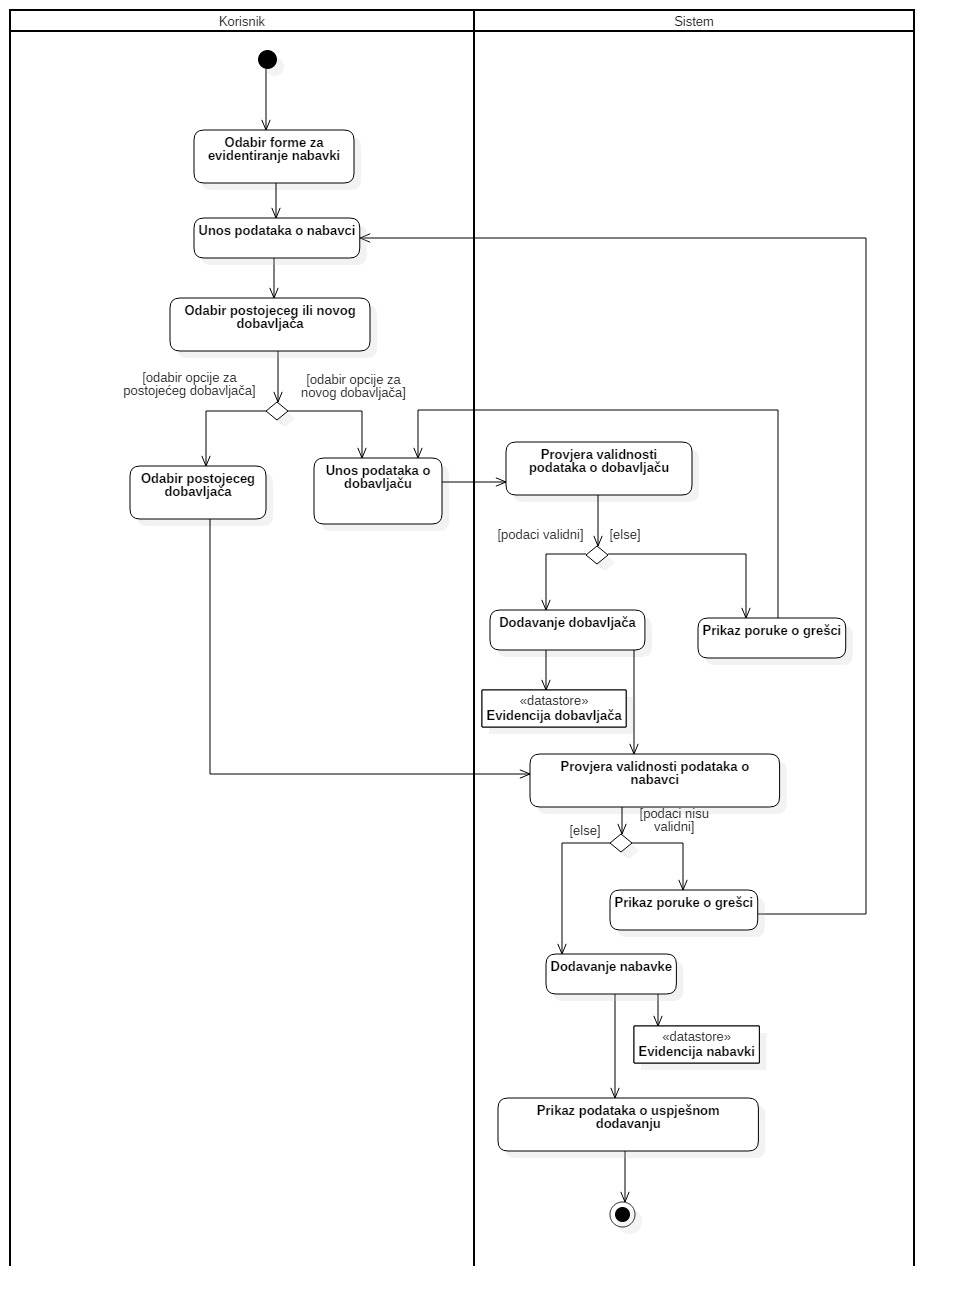 Korisnik
Sistem
Odabir forme za
evidentiranje nabavki
Unos podataka o nabavci
Odabir postojeceg ili novog
dobavljača
[odabir opcije za
postojećeg dobavljača]
[odabir opcije za
novog dobavljača]
Odabir postojeceg
dobavljača
Unos podataka o
dobavljaču
Provjera validnosti
podataka o dobavljaču
[podaci validni]
[else]
Dodavanje dobavljača
Prikaz poruke o grešci
«datastore»
Evidencija dobavljača
Provjera validnosti podataka o
nabavci
[podaci nisu
validni]
[else]
Prikaz poruke o grešci
Dodavanje nabavke
«datastore»
Evidencija nabavki
Prikaz podataka o uspješnom
dodavanju